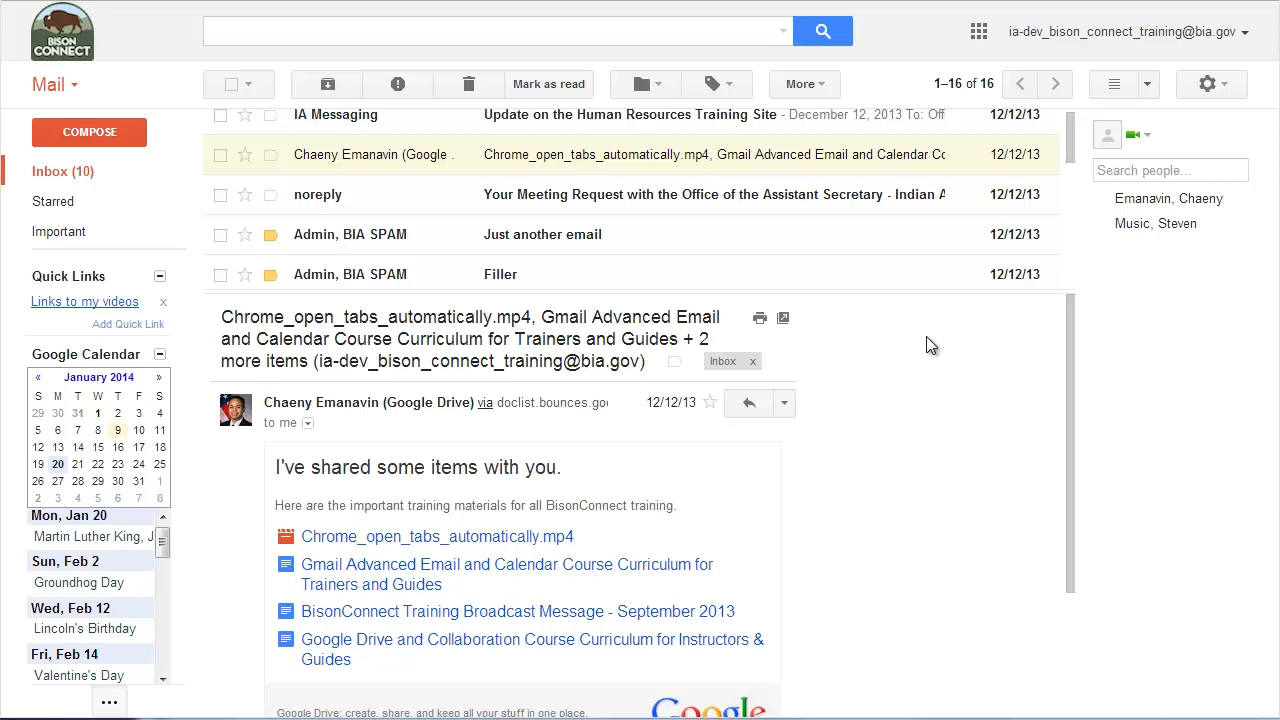 BISON
CONNECT
ia-dev_bison_connect_training@bia.gov
Mail
Mark as read
More
1–16 of 16
COMPOSE
Inbox (10)
Starred
Important
Quick Links
Links to my videos x
Add Quick Link
Google Calendar
« January 2014 »
S M T W T F S
29 30 31 1 2 3 4
5 6 7 8 9 10 11
12 13 14 15 16 17 18
19 20 21 22 23 24 25
26 27 28 29 30 31 1
2 3 4 5 6 7 8
Mon, Jan 20
Martin Luther King, J
Sun, Feb 2
Groundhog Day
Wed, Feb 12
Lincoln's Birthday
Fri, Feb 14
Valentine's Day
IA Messaging Update on the Human Resources Training Site - December 12, 2013 To: Off 12/12/13
Chaeny Emanavin (Google . Chrome_open_tabs_automatically.mp4, Gmail Advanced Email and Calendar Co 12/12/13
noreply Your Meeting Request with the Office of the Assistant Secretary - Indian A 12/12/13
Admin, BIA SPAM Just another email 12/12/13
Admin, BIA SPAM Filler 12/12/13
Chrome_open_tabs_automatically.mp4, Gmail Advanced Email
and Calendar Course Curriculum for Trainers and Guides + 2
more items (ia-dev_bison_connect_training@bia.gov) Inbox x
Chaeny Emanavin (Google Drive) via doclist.bounces.goo 12/12/13
to me
I've shared some items with you.
Here are the important training materials for all BisonConnect training.
Chrome_open_tabs_automatically.mp4
Gmail Advanced Email and Calendar Course Curriculum for
Trainers and Guides
BisonConnect Training Broadcast Message - September 2013
Google Drive and Collaboration Course Curriculum for Instructors &
Guides
Google Drive: create, share, and keep all your stuff in one place.
Google
Search people...
Emanavin, Chaeny
Music, Steven